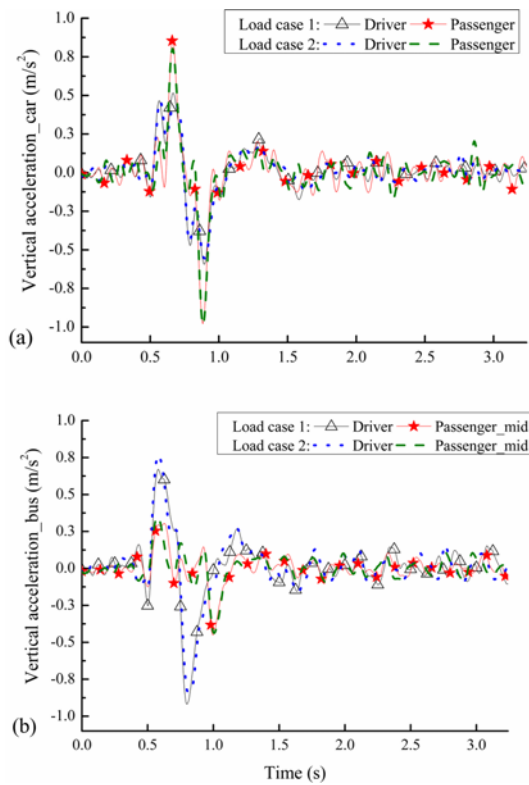 Load case 1: Driver Passenger
Load case 2: Driver Passenger
Vertical acceleration_car (m/s²)
1.0
0.8
0.5
0.3
0.0
-0.3
-0.5
-0.8
-1.0
(a)
0.0 0.5 1.0 1.5 2.0 2.5 3.0
Load case 1: Driver Passenger_mid
Load case 2: Driver Passenger_mid
Vertical acceleration_bus (m/s²)
1.0
0.8
0.5
0.3
0.0
-0.3
-0.5
-0.8
-1.0
(b)
0.0 0.5 1.0 1.5 2.0 2.5 3.0
Time (s)